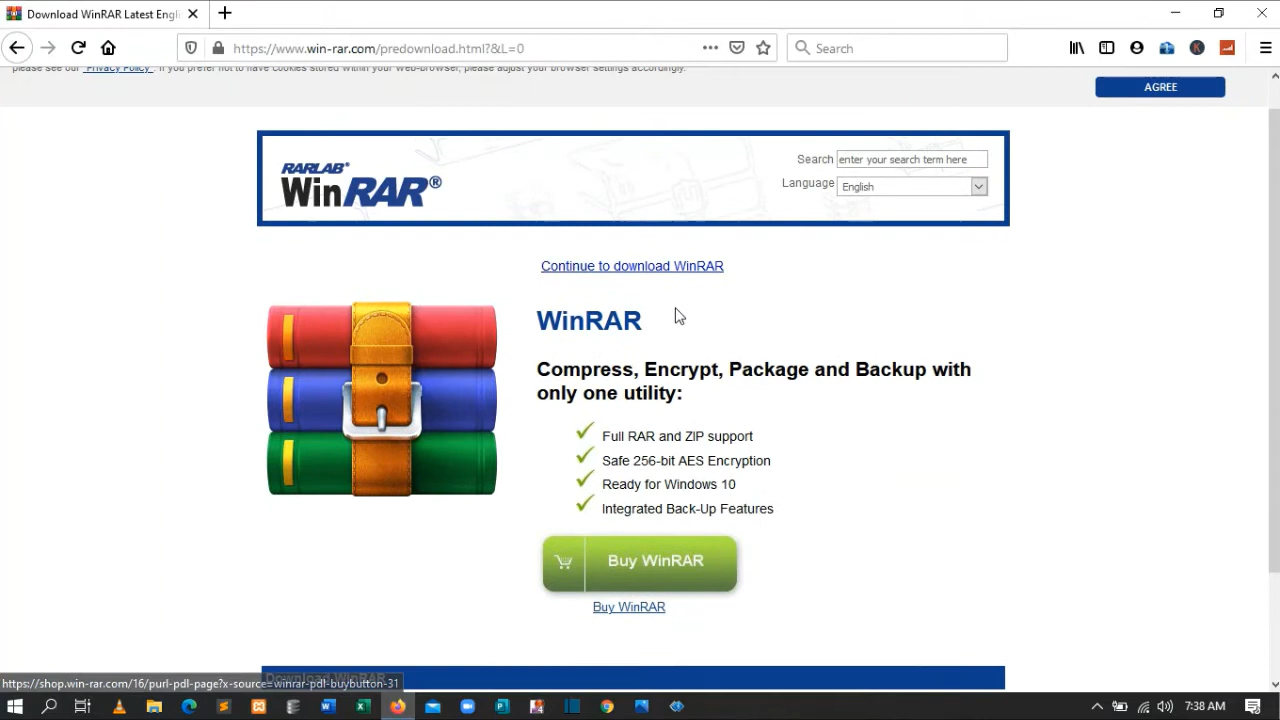 Download WinRAR Latest Engli
https://www.win-rar.com/predownload.html?&L=0
Search
please see our "Privacy Policy". If you prefer not to have cookies stored within your web-browser, please adjust your browser settings accordingly.
AGREE
RARLAB®
WinRAR®
Search enter your search term here
Language English
Continue to download WinRAR
WinRAR
Compress, Encrypt, Package and Backup with
only one utility:
Full RAR and ZIP support
Safe 256-bit AES Encryption
Ready for Windows 10
Integrated Back-Up Features
Buy WinRAR
Buy WinRAR
Download WinRAR
https://shop.win-rar.com/16/purl-pdl-page?x-source=winrar-pdl-buybutton-31
7:38 AM